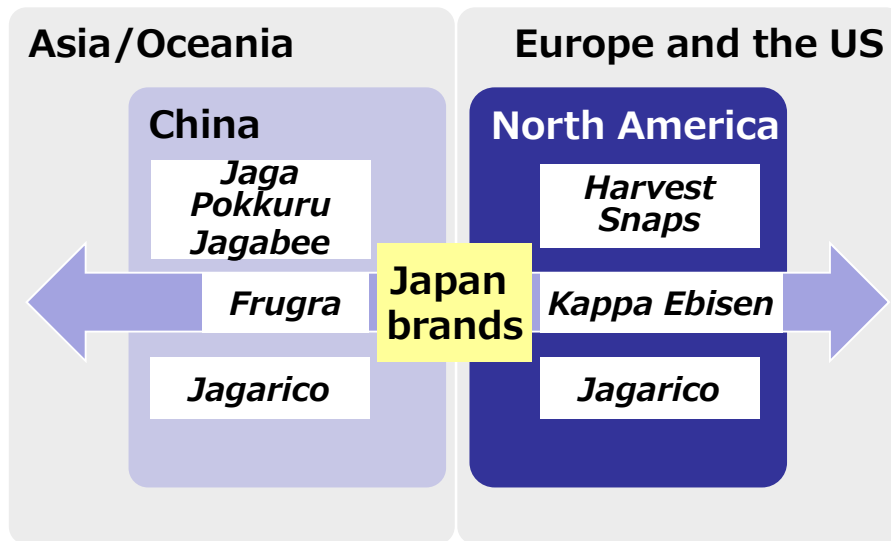 Asia/Oceania
Europe and the US
China
Jaga
Pokkuru
Jagabee
Frugra
Jagarico
Japan
brands
North America
Harvest
Snaps
Kappa Ebisen
Jagarico